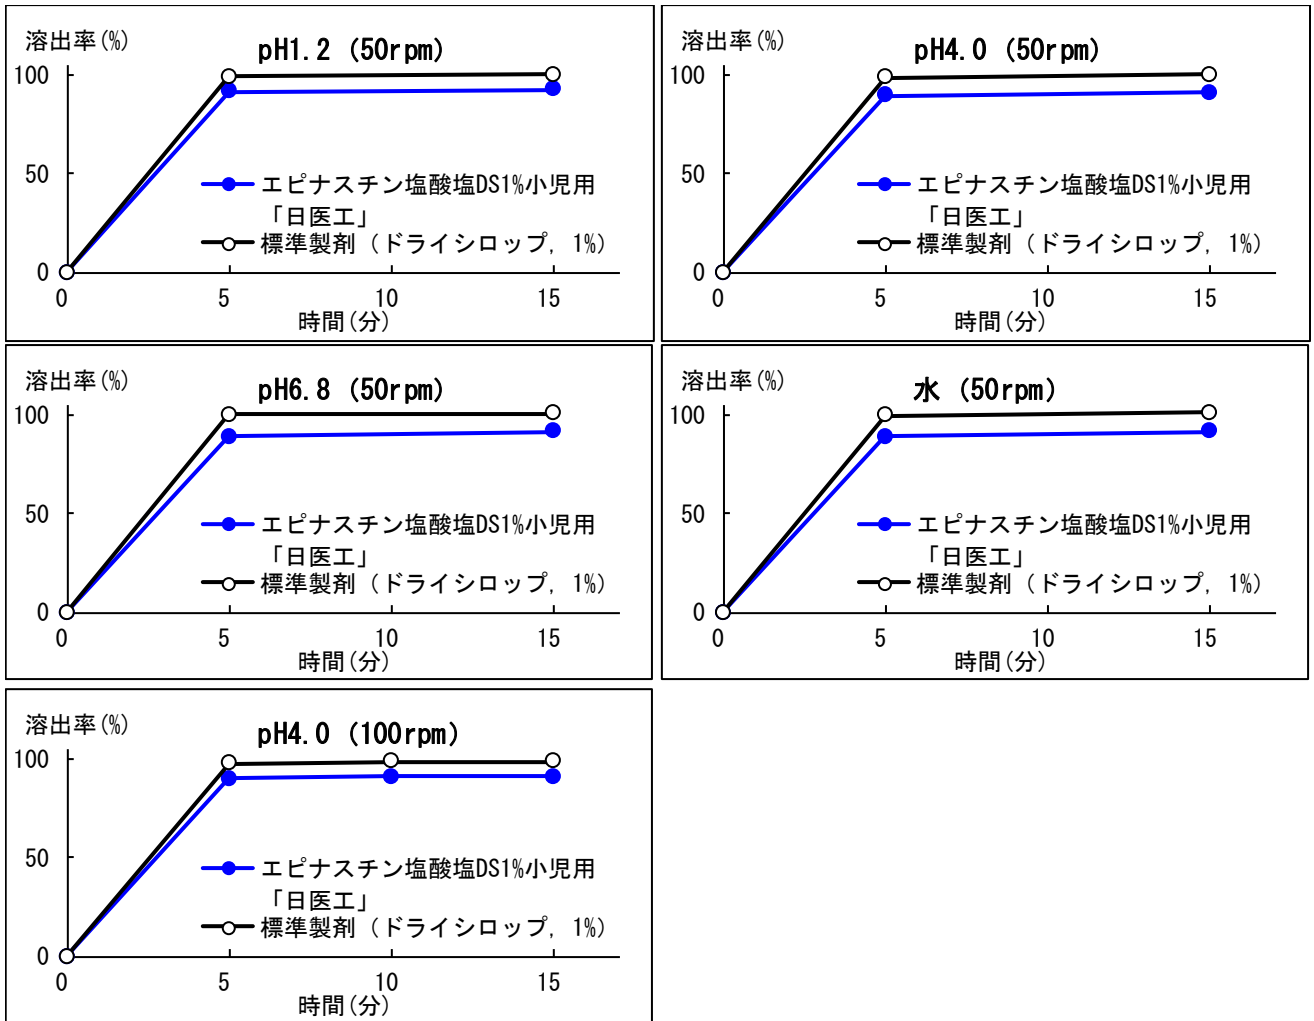 溶出率(%)
pH1.2 (50rpm)
100
50
0
エピナスチン塩酸塩DS1%小児用
「日医工」
標準製剤（ドライシロップ, 1%）
0 5 10 15
時間(分)
溶出率(%)
pH4.0 (50rpm)
100
50
0
エピナスチン塩酸塩DS1%小児用
「日医工」
標準製剤（ドライシロップ, 1%）
0 5 10 15
時間(分)
溶出率(%)
pH6.8 (50rpm)
100
50
0
エピナスチン塩酸塩DS1%小児用
「日医工」
標準製剤（ドライシロップ, 1%）
0 5 10 15
時間(分)
溶出率(%)
水 (50rpm)
100
50
0
エピナスチン塩酸塩DS1%小児用
「日医工」
標準製剤（ドライシロップ, 1%）
0 5 10 15
時間(分)
溶出率(%)
pH4.0 (100rpm)
100
50
0
エピナスチン塩酸塩DS1%小児用
「日医工」
標準製剤（ドライシロップ, 1%）
0 5 10 15
時間(分)